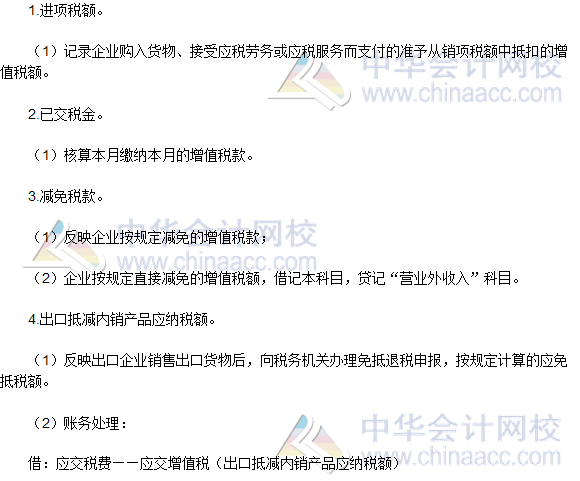 1.进项税额。
（1）记录企业购入货物、接受应税劳务或应税服务而支付的准予从销项税额中抵扣的增
值税额。
中华会计网校
www.chinaacc.com
2.已交税金。
（1）核算本月缴纳本月的增值税款。
3.减免税款。
（1）反映企业按规定减免的增值税款；
中华会计网校
www.chinaacc.com
（2）企业按规定直接减免的增值税额，借记本科目，贷记“营业外收入”科目。
4.出口抵减内销产品应纳税额。
（1）反映出口企业销售出口货物后，向税务机关办理免抵退税申报，按规定计算的应免
抵税额。
（2）账务处理：
中华会计网校
www.chinaacc.com
借：应交税费——应交增值税（出口抵减内销产品应纳税额）